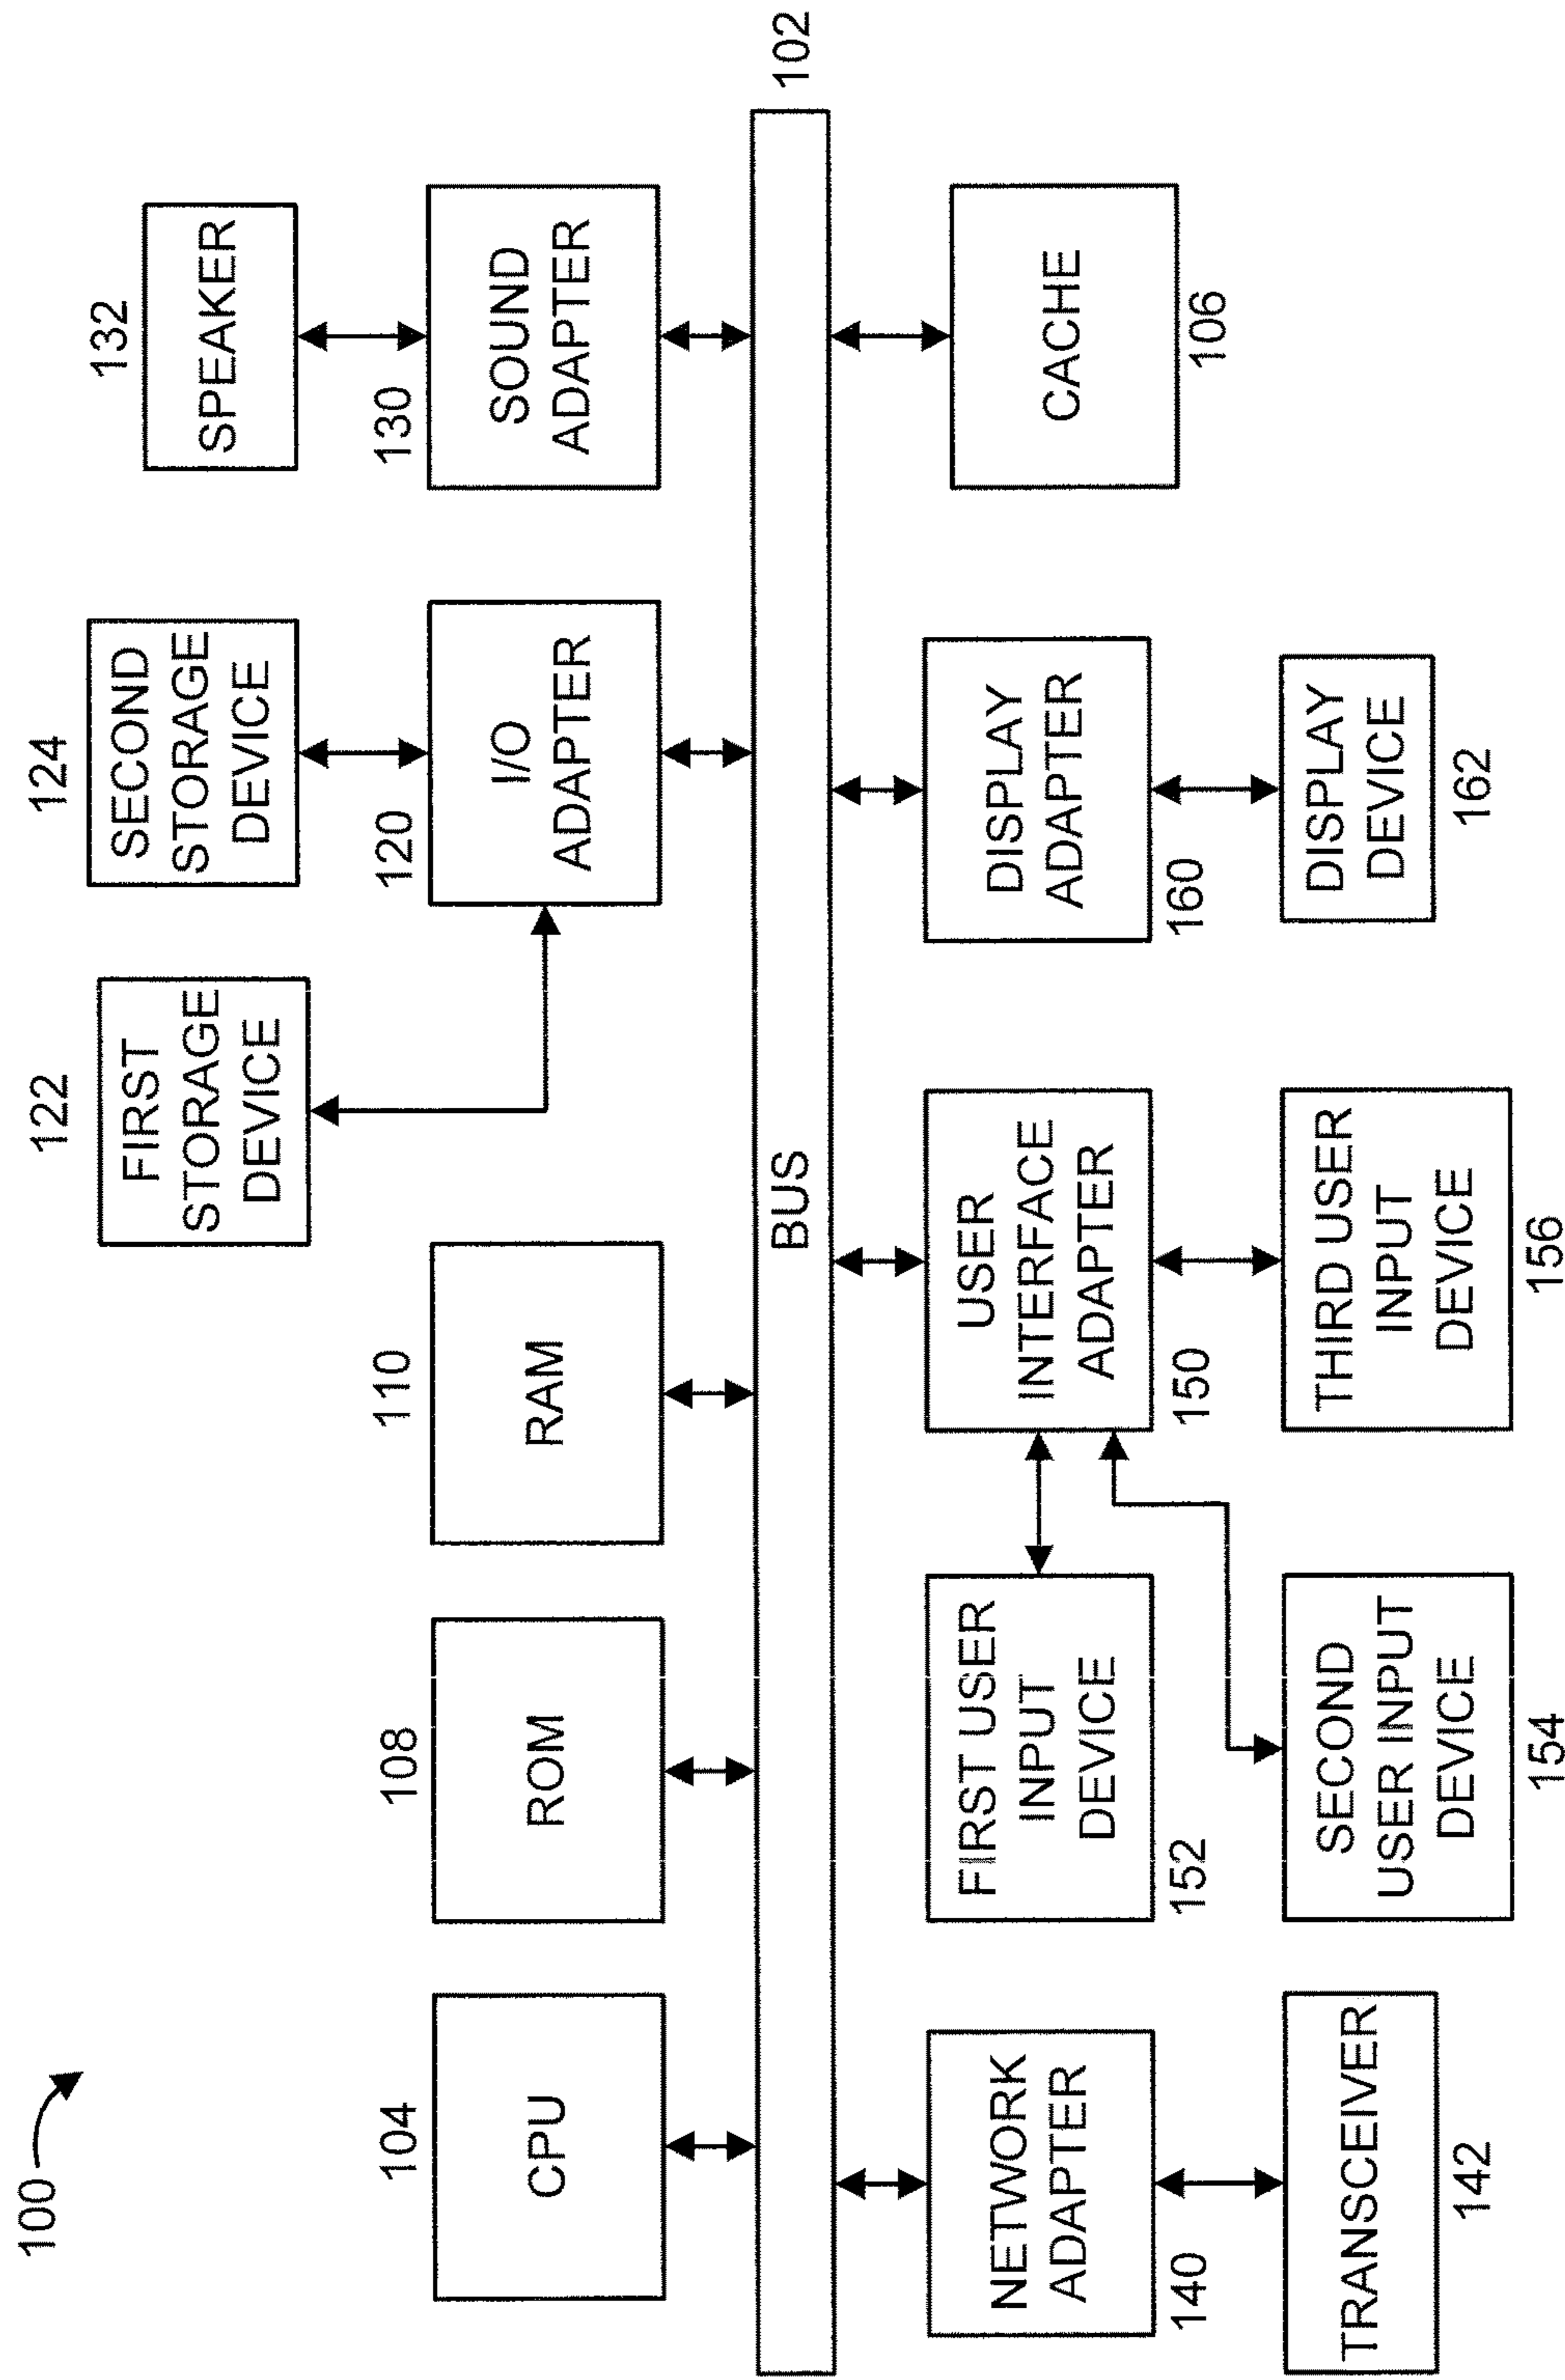 100
104
CPU
108
ROM
110
RAM
122
FIRST
STORAGE
DEVICE
124
SECOND
STORAGE
DEVICE
120
I/O
ADAPTER
132
SPEAKER
130
SOUND
ADAPTER
BUS
102
NETWORK
ADAPTER
140
TRANSCEIVER
142
FIRST USER
INPUT
DEVICE
152
SECOND
USER INPUT
DEVICE
154
USER
INTERFACE
ADAPTER
150
THIRD USER
INPUT
DEVICE
156
DISPLAY
ADAPTER
160
DISPLAY
DEVICE
162
CACHE
106